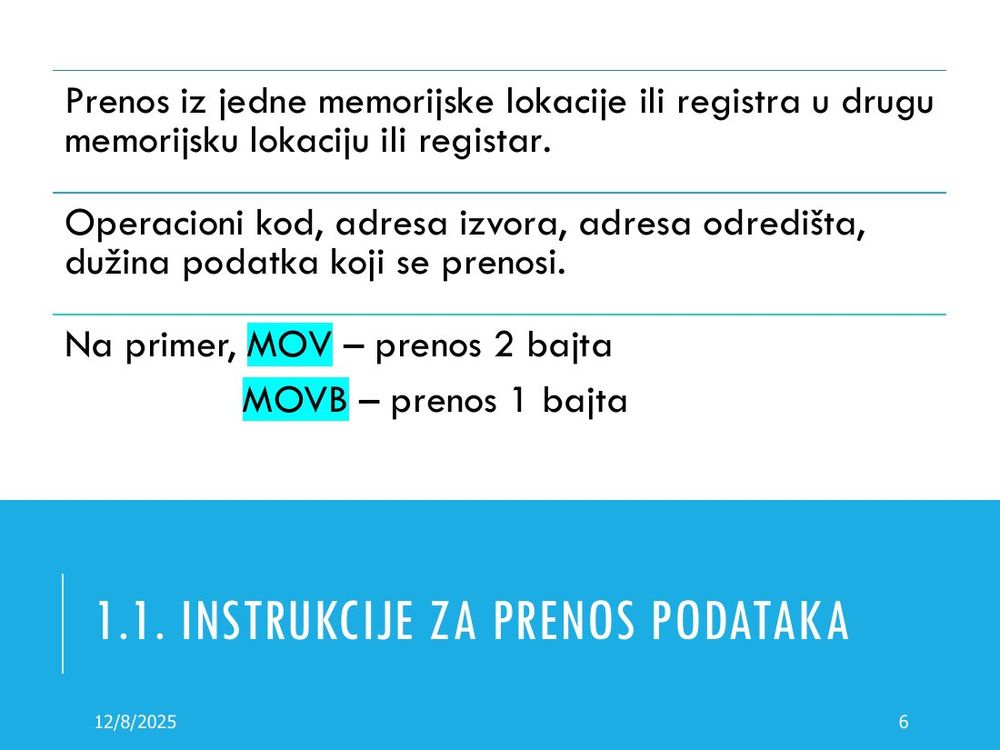 Prenos iz jedne memorijske lokacije ili registra u drugu
memorijsku lokaciju ili registar.
Operacioni kod, adresa izvora, adresa odredišta,
dužina podatka koji se prenosi.
Na primer, MOV – prenos 2 bajta
MOVB – prenos 1 bajta
1.1. INSTRUKCIJE ZA PRENOS PODATAKA
12/8/2025
6